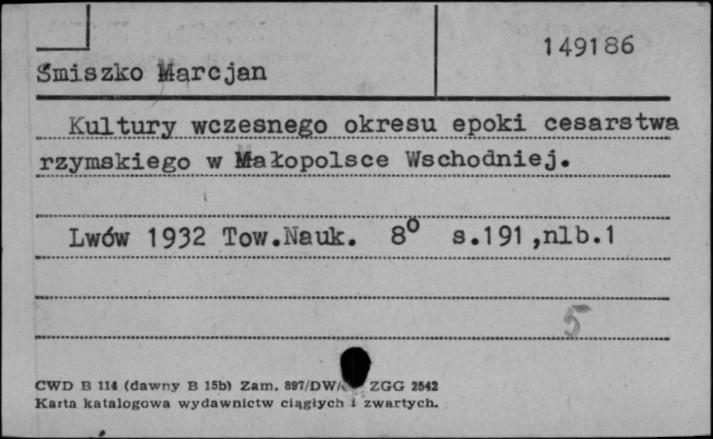 149186
Śmiszko Marcjan
Kultury wczesnego okresu epoki cesarstwa
rzymskiego w Małopolsce Wschodniej.
Lwów 1932 Tow.Nauk. 8° s.191,nlb.1
5
CWD B 114 (dawny B 15b) Zam. 897/DW/ ZGG 2542
Karta katalogowa wydawnictw ciągłych i zwartych.